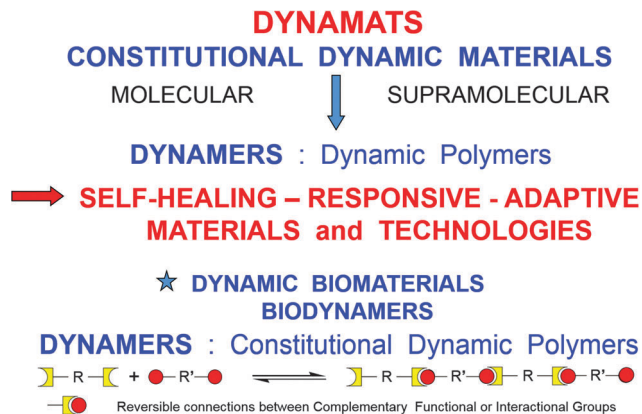 DYNAMATS
CONSTITUTIONAL DYNAMIC MATERIALS
MOLECULAR SUPRAMOLECULAR
DYNAMERS : Dynamic Polymers
SELF-HEALING – RESPONSIVE - ADAPTIVE
MATERIALS and TECHNOLOGIES
DYNAMIC BIOMATERIALS
BIODYNAMERS
DYNAMERS : Constitutional Dynamic Polymers
R + R' R R' R R'
Reversible connections between Complementary Functional or Interactional Groups